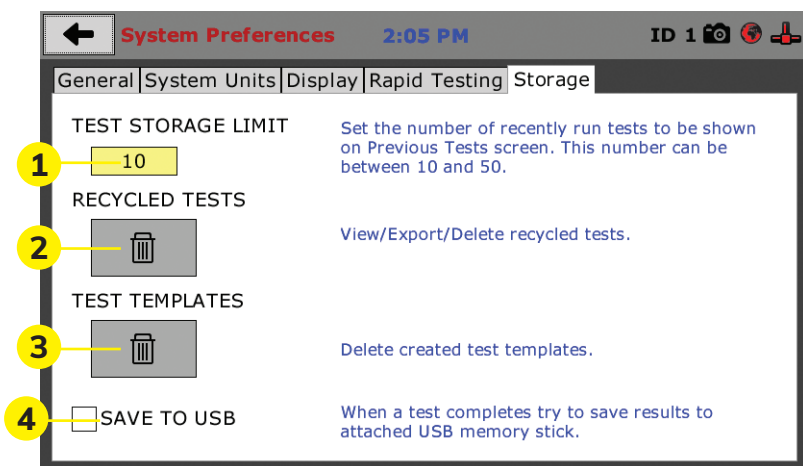 System Preferences 2:05 PM ID 1
General System Units Display Rapid Testing Storage
TEST STORAGE LIMIT
Set the number of recently run tests to be shown
on Previous Tests screen. This number can be
between 10 and 50.
1
10
RECYCLED TESTS
2
View/Export/Delete recycled tests.
TEST TEMPLATES
3
Delete created test templates.
4
SAVE TO USB
When a test completes try to save results to
attached USB memory stick.